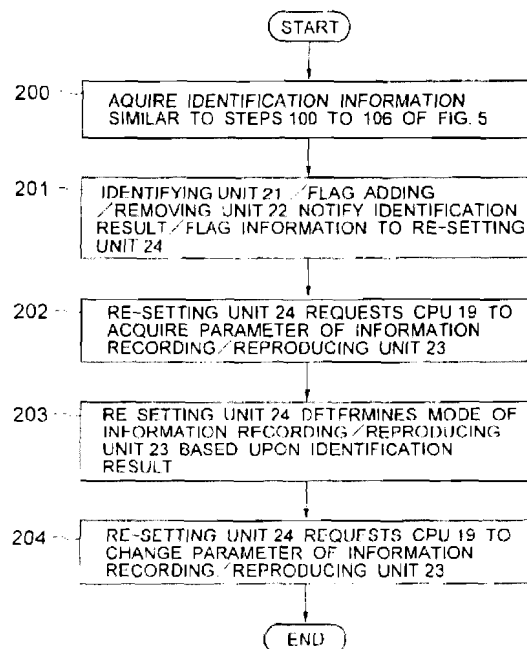 START
200
AQUIRE IDENTIFICATION INFORMATION
SIMILAR TO STEPS 100 TO 106 OF FIG. 5
201
IDENTIFYING UNIT 21 / FLAG ADDING
/REMOVING UNIT 22 NOTIFY IDENTIFICATION
RESULT/FLAG INFORMATION TO RE-SETTING
UNIT 24
202
RE-SETTING UNIT 24 REQUESTS CPU 19 TO
ACQUIRE PARAMETER OF INFORMATION
RECORDING/REPRODUCING UNIT 23
203
RE SETTING UNIT 24 DETERMINES MODE OF
INFORMATION RECORDING/REPRODUCING
UNIT 23 BASED UPON IDENTIFICATION
RESULT
204
RE-SETTING UNIT 24 REQUESTS CPU 19 TO
CHANGE PARAMETER OF INFORMATION
RECORDING/REPRODUCING UNIT 23
END